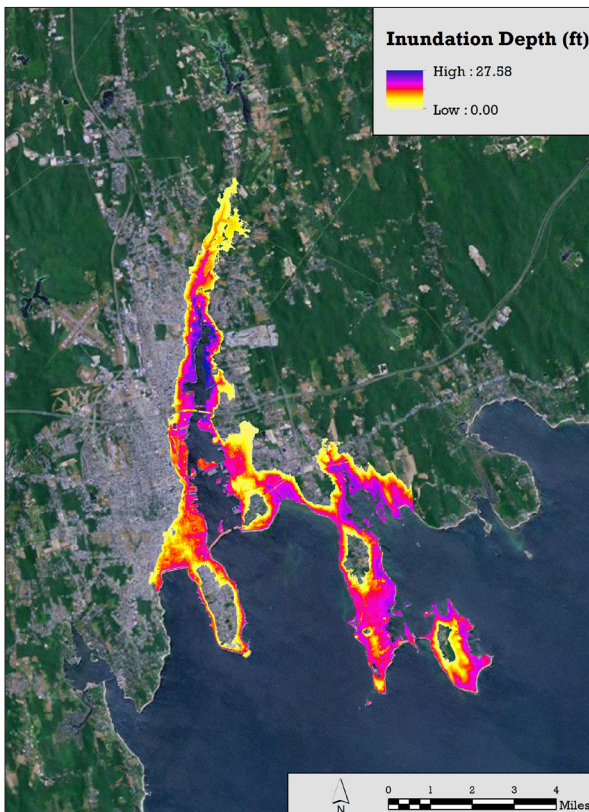 Inundation Depth (ft)
High : 27.58
Low : 0.00
N
0 1 2 3 4
Miles